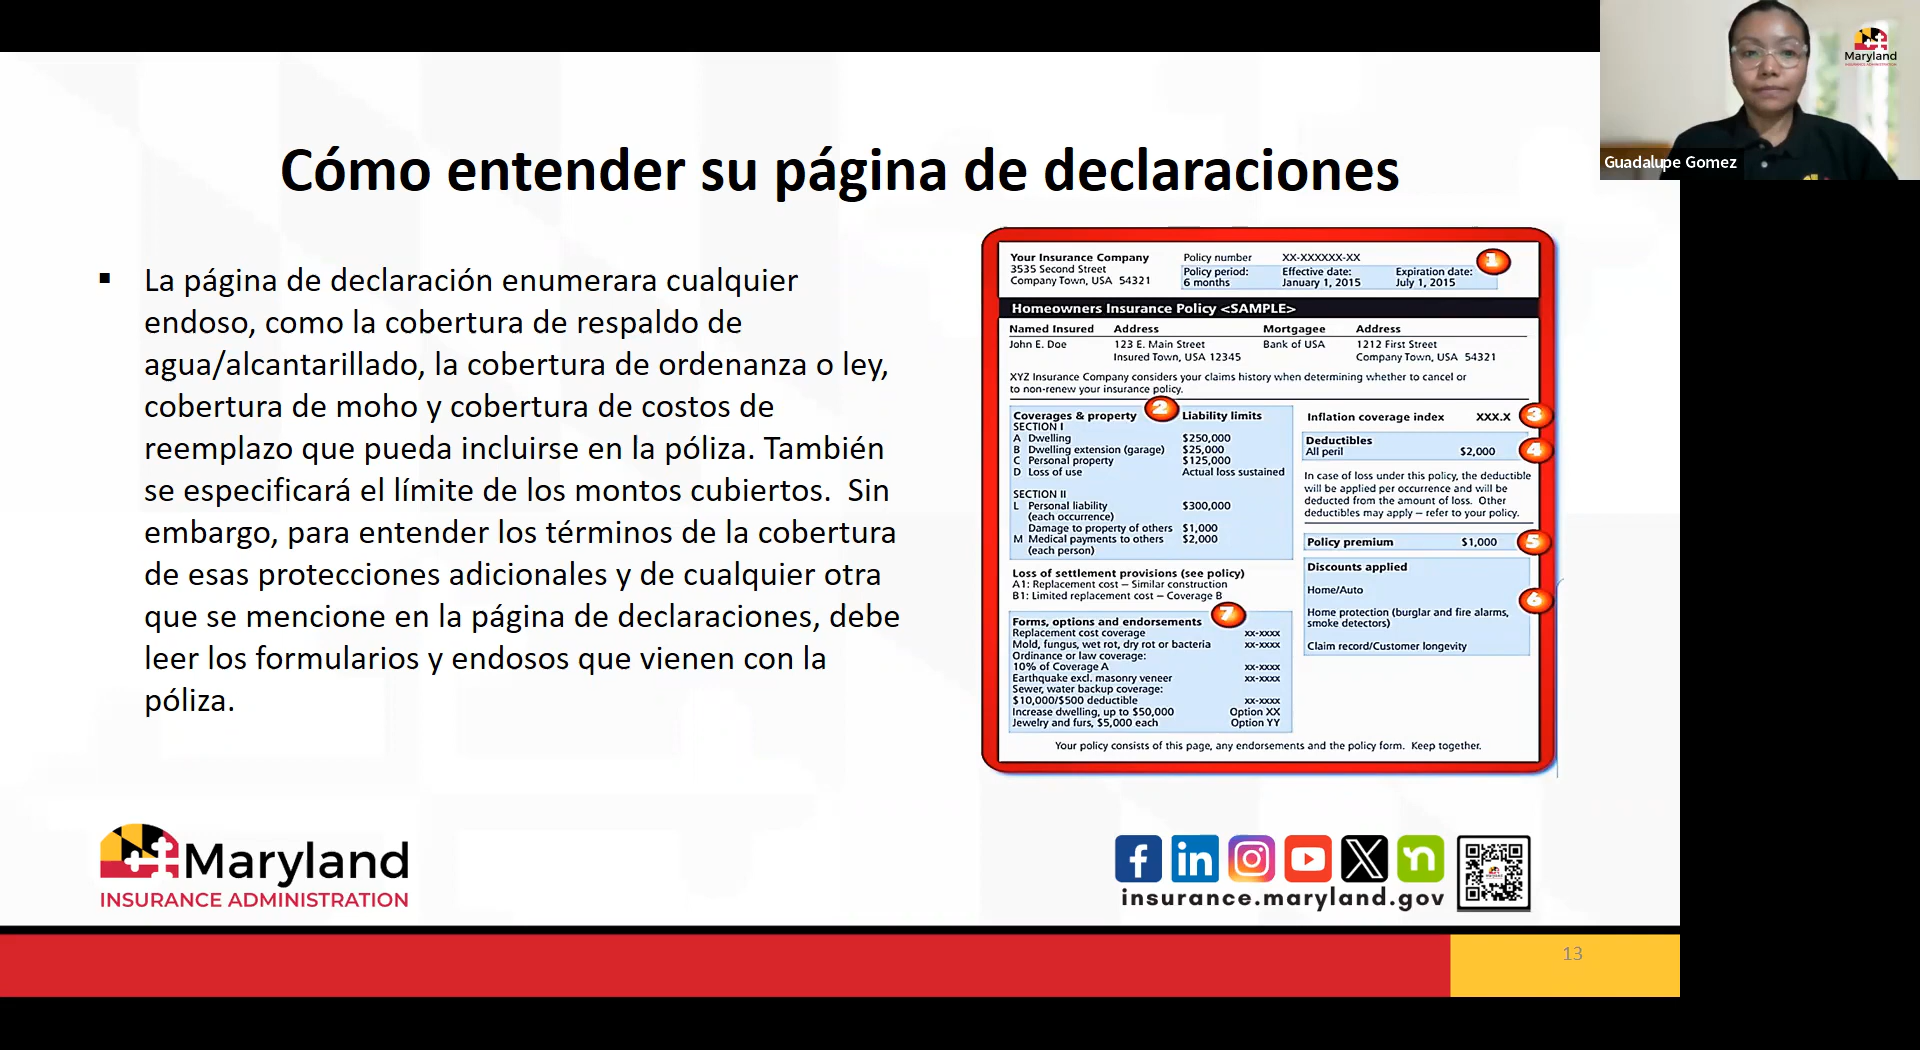 Cómo entender su página de declaraciones
▪ La página de declaración enumerara cualquier
endoso, como la cobertura de respaldo de
agua/alcantarillado, la cobertura de ordenanza o ley,
cobertura de moho y cobertura de costos de
reemplazo que pueda incluirse en la póliza. También
se especificará el límite de los montos cubiertos.  Sin
embargo, para entender los términos de la cobertura
de esas protecciones adicionales y de cualquier otra
que se mencione en la página de declaraciones, debe
leer los formularios y endosos que vienen con la
póliza.
Your Insurance Company
3535 Second Street
Company Town, USA 54321
Policy number XX-XXXXXX-XX
1
Policy period: Effective date: Expiration date:
6 months January 1, 2015 July 1, 2015
Homeowners Insurance Policy <SAMPLE>
Named Insured Address Mortgagee Address
John E. Doe 123 E. Main Street Bank of USA 1212 First Street
Insured Town, USA 12345 Company Town, USA 54321
XYZ Insurance Company considers your claims history when determining whether to cancel or
to non-renew your insurance policy.
Coverages & property 2 Liability limits
SECTION I
A Dwelling $250,000
B Dwelling extension (garage) $25,000
C Personal property $125,000
D Loss of use Actual loss sustained
SECTION II
L Personal liability $300,000
(each occurrence)
Damage to property of others $1,000
M Medical payments to others $2,000
(each person)
Loss of settlement provisions (see policy)
A1: Replacement cost – Similar construction
B1: Limited replacement cost – Coverage B
7
Forms, options and endorsements
Replacement cost coverage xx-xxxx
Mold, fungus, wet rot, dry rot or bacteria xx-xxxx
Ordinance or law coverage:
10% of Coverage A xx-xxxx
Earthquake excl. masonry veneer xx-xxxx
Sewer, water backup coverage:
$10,000/$500 deductible xx-xxxx
Increase dwelling, up to $50,000 Option XX
Jewelry and furs, $5,000 each Option YY
Inflation coverage index XXX.X 3
Deductibles
All peril $2,000 4
In case of loss under this policy, the deductible
will be applied per occurrence and will be
deducted from the amount of loss. Other
deductibles may apply – refer to your policy.
Policy premium $1,000 5
Discounts applied
Home/Auto
6
Home protection (burglar and fire alarms,
smoke detectors)
Claim record/Customer longevity
Your policy consists of this page, any endorsements and the policy form. Keep together.
Maryland
INSURANCE ADMINISTRATION
insurance.maryland.gov
13
Guadalupe Gomez
Maryland